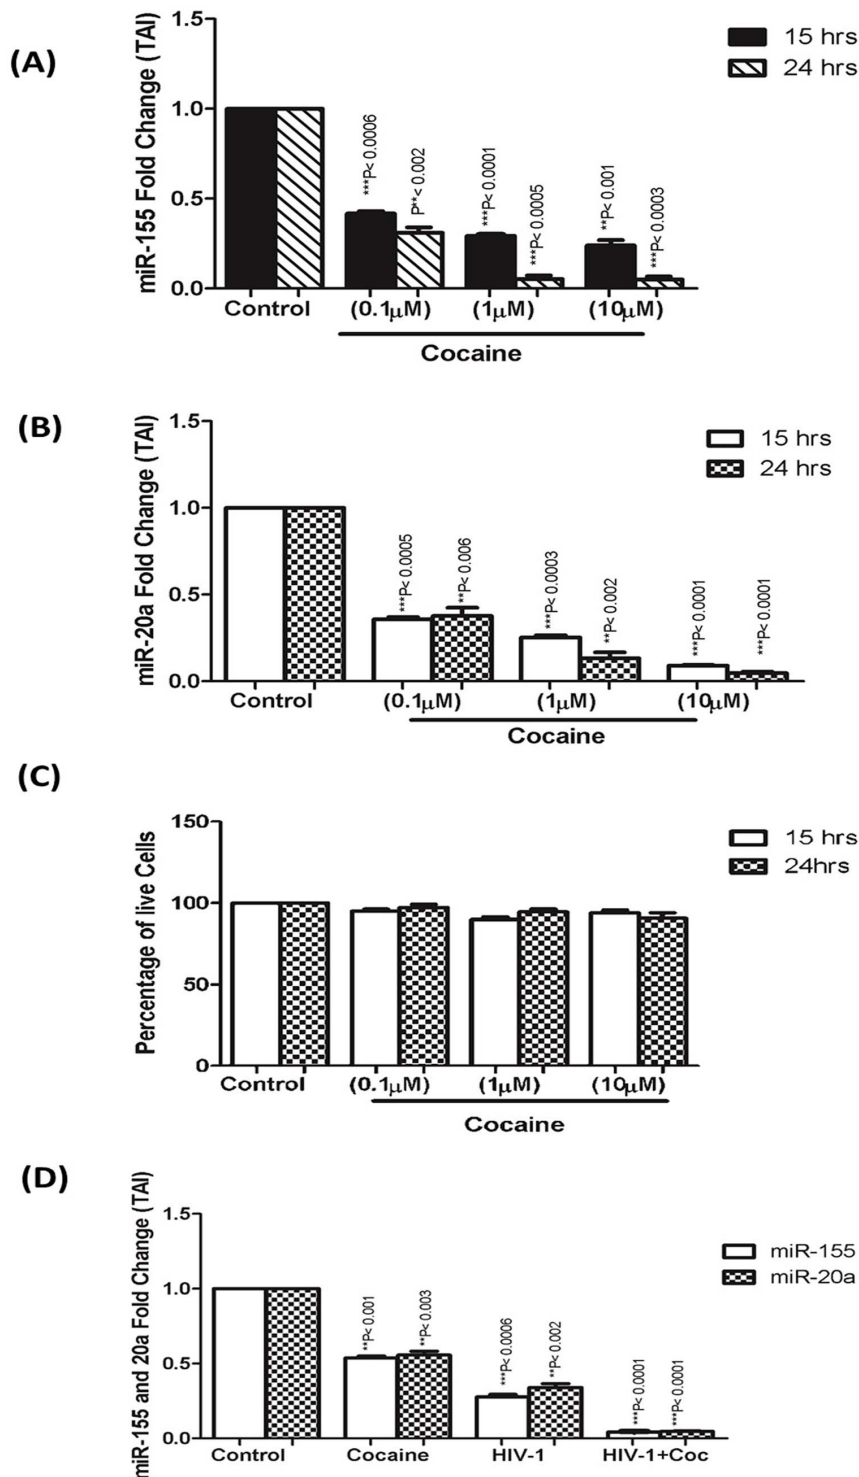 (A)
miR-155 Fold Change (TAI)
1.5
1.0
0.5
0.0
15 hrs
24 hrs
***P< 0.0006
P**< 0.002
***P< 0.0001
***P< 0.0005
**P< 0.001
***P< 0.0003
Control
(0.1μM)
(1μM)
(10μM)
Cocaine
(B)
miR-20a Fold Change (TAI)
1.5
1.0
0.5
0.0
15 hrs
24 hrs
***P< 0.0005
**P< 0.006
***P< 0.0003
**P< 0.002
***P< 0.0001
***P< 0.0001
Control
(0.1μM)
(1μM)
(10μM)
Cocaine
(C)
Percentage of live Cells
150
100
50
0
15 hrs
24hrs
Control
(0.1μM)
(1μM)
(10μM)
Cocaine
(D)
miR-155 and 20a Fold Change (TAI)
1.5
1.0
0.5
0.0
miR-155
miR-20a
**P< 0.001
**P< 0.003
***P< 0.0006
**P< 0.002
***P< 0.0001
***P< 0.0001
Control
Cocaine
HIV-1
HIV-1+Coc